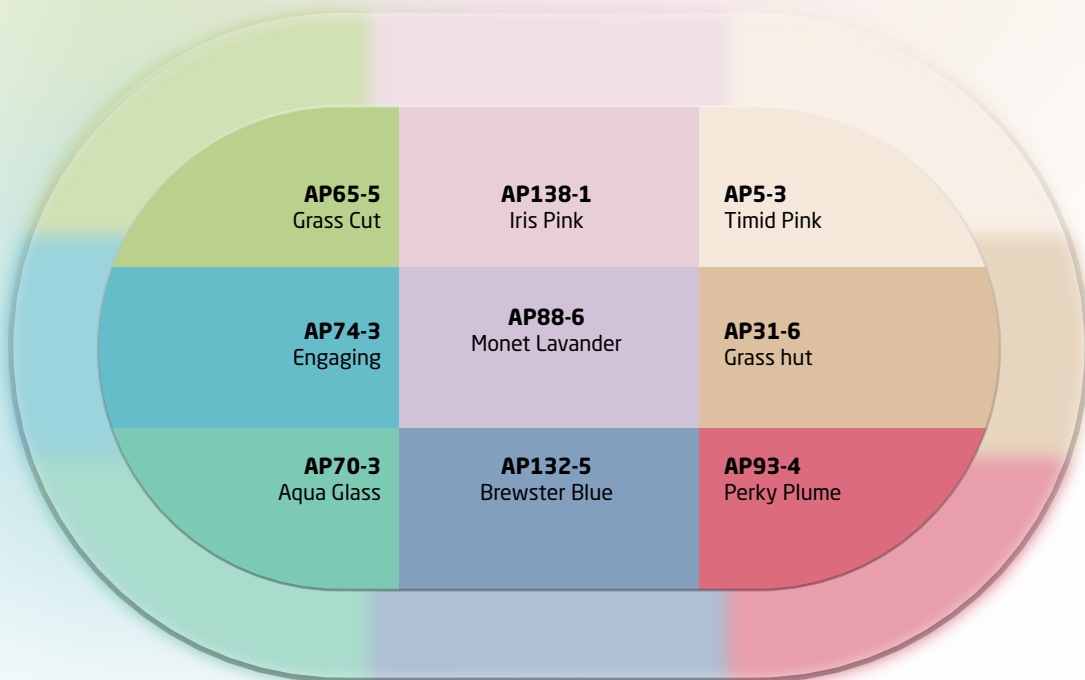 AP65-5
Grass Cut
AP138-1
Iris Pink
AP5-3
Timid Pink
AP74-3
Engaging
AP88-6
Monet Lavander
AP31-6
Grass hut
AP70-3
Aqua Glass
AP132-5
Brewster Blue
AP93-4
Perky Plume